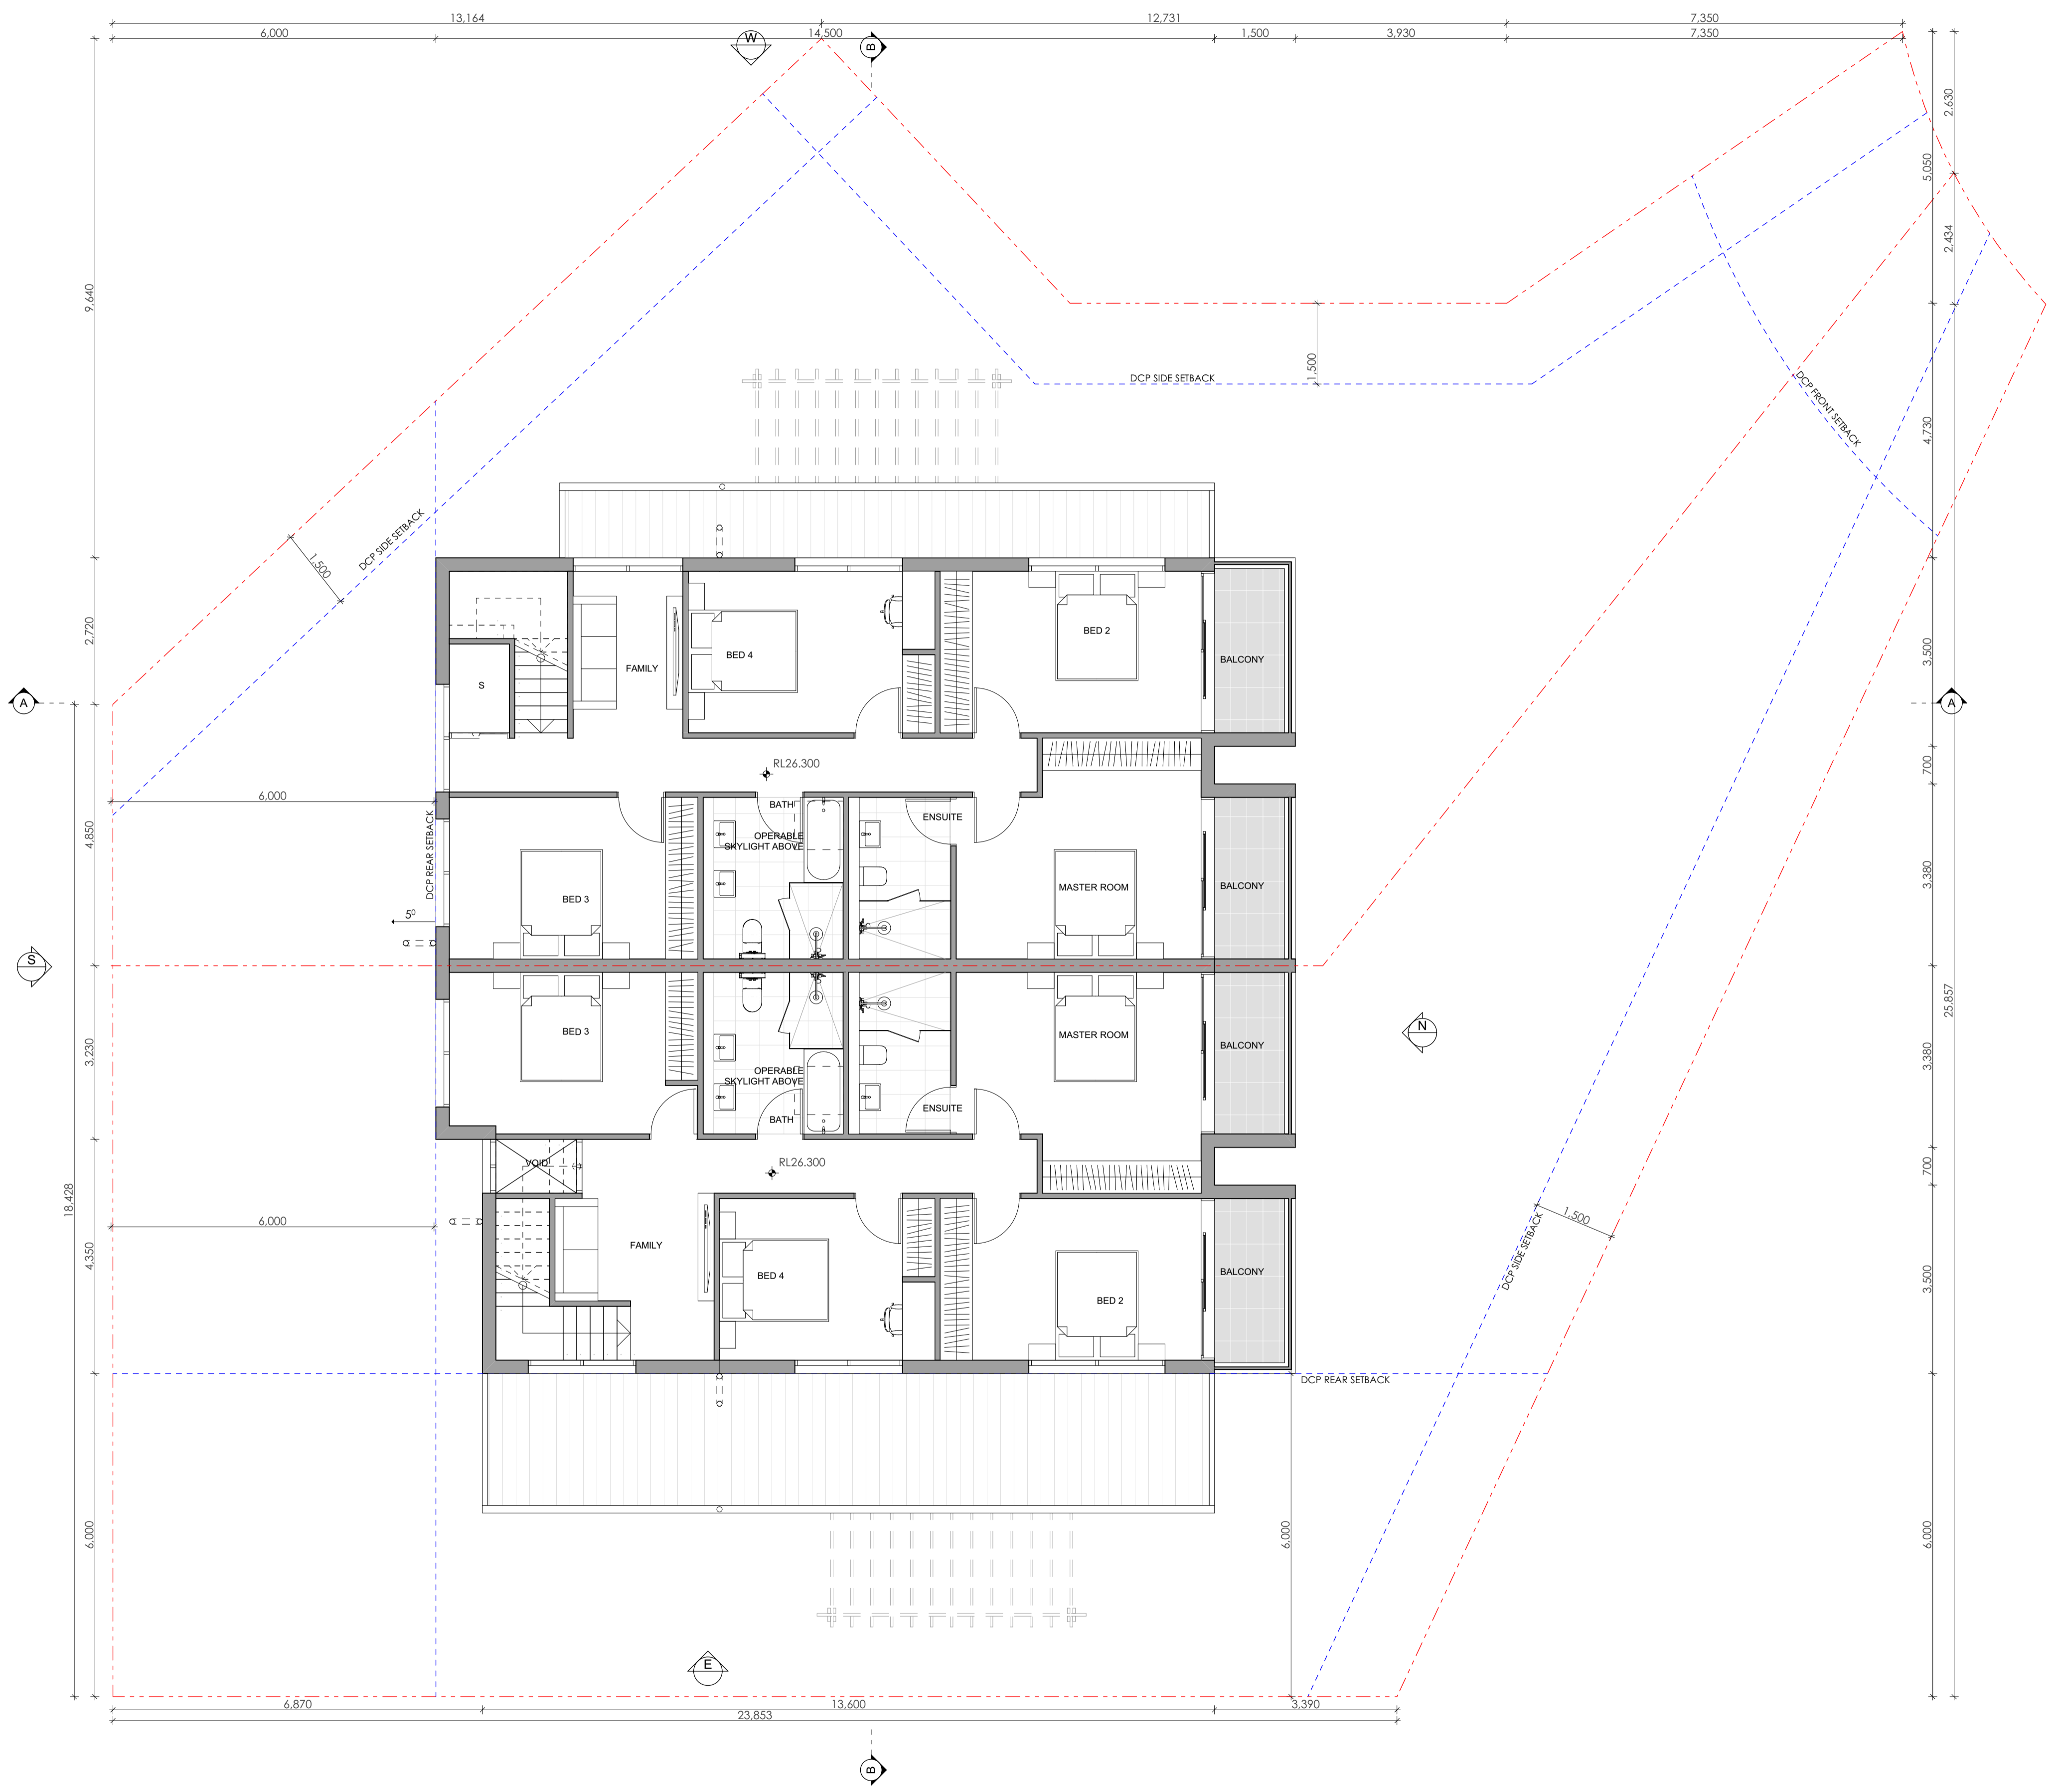 13,164
12,731
7,350
6,000
14,500
1,500
3,930
7,350
W
B
2,630
5,050
2,434
9,640
DCP SIDE SETBACK
1,500
DCP FRONT SETBACK
4,730
DCP SIDE SETBACK
1,500
2,720
3,500
BED 2
BED 4
FAMILY
BALCONY
S
A
A
RL26.300
700
6,000
BATH
ENSUITE
4,850
DCP REAR SETBACK
OPERABLE
SKYLIGHT ABOVE
3,380
BED 3
MASTER ROOM
BALCONY
5⁰
S
25,857
BED 3
MASTER ROOM
N
3,230
BALCONY
3,380
OPERABLE
SKYLIGHT ABOVE
BATH
ENSUITE
VOID
RL26.300
700
18,428
6,000
1,500
4,350
FAMILY
BED 4
BALCONY
DCP SIDE SETBACK
3,500
BED 2
DCP REAR SETBACK
6,000
6,000
6,000
E
6,870
13,600
3,390
23,853
B